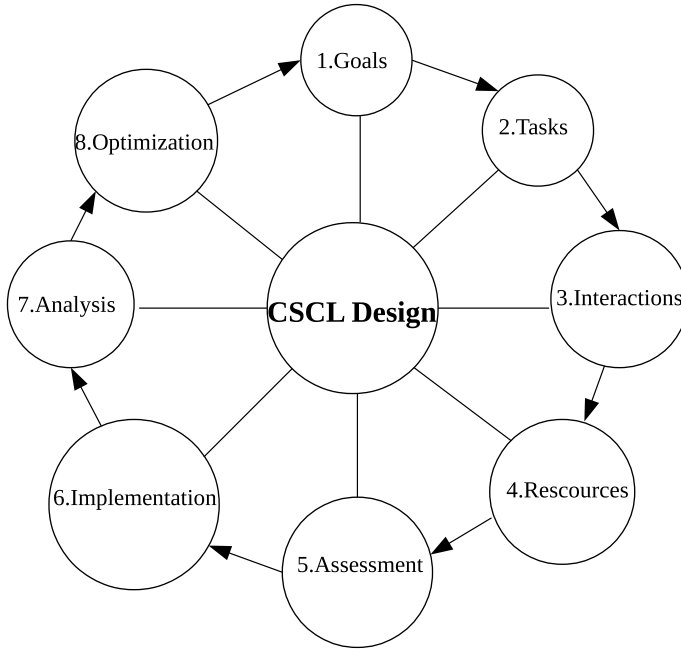 1.Goals
2.Tasks
8.Optimization
3.Interactions
7.Analysis
CSCL Design
4.Rescources
6.Implementation
5.Assessment